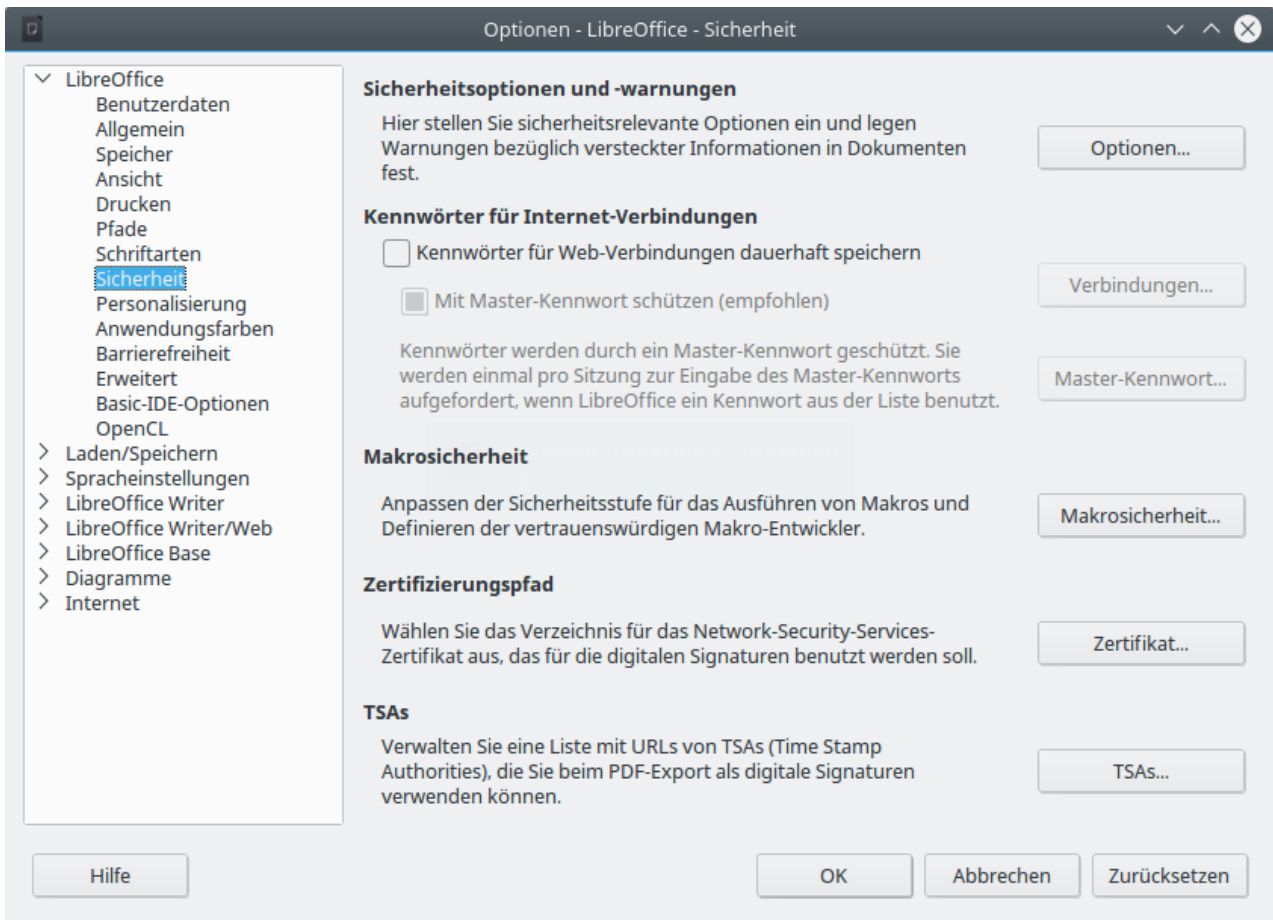 Optionen - LibreOffice - Sicherheit
LibreOffice
Benutzerdaten
Allgemein
Speicher
Ansicht
Drucken
Pfade
Schriftarten
Sicherheit
Personalisierung
Anwendungsfarben
Barrierefreiheit
Erweitert
Basic-IDE-Optionen
OpenCL
Laden/Speichern
Spracheinstellungen
LibreOffice Writer
LibreOffice Writer/Web
LibreOffice Base
Diagramme
Internet
Sicherheitsoptionen und -warnungen
Hier stellen Sie sicherheitsrelevante Optionen ein und legen
Warnungen bezüglich versteckter Informationen in Dokumenten
fest.
Optionen...
Kennwörter für Internet-Verbindungen
Kennwörter für Web-Verbindungen dauerhaft speichern
Verbindungen...
Mit Master-Kennwort schützen (empfohlen)
Kennwörter werden durch ein Master-Kennwort geschützt. Sie
werden einmal pro Sitzung zur Eingabe des Master-Kennworts
aufgefordert, wenn LibreOffice ein Kennwort aus der Liste benutzt.
Master-Kennwort...
Makrosicherheit
Anpassen der Sicherheitsstufe für das Ausführen von Makros und
Definieren der vertrauenswürdigen Makro-Entwickler.
Makrosicherheit...
Zertifizierungspfad
Wählen Sie das Verzeichnis für das Network-Security-Services-
Zertifikat aus, das für die digitalen Signaturen benutzt werden soll.
Zertifikat...
TSAs
Verwalten Sie eine Liste mit URLs von TSAs (Time Stamp
Authorities), die Sie beim PDF-Export als digitale Signaturen
verwenden können.
TSAs...
Hilfe
OK
Abbrechen
Zurücksetzen